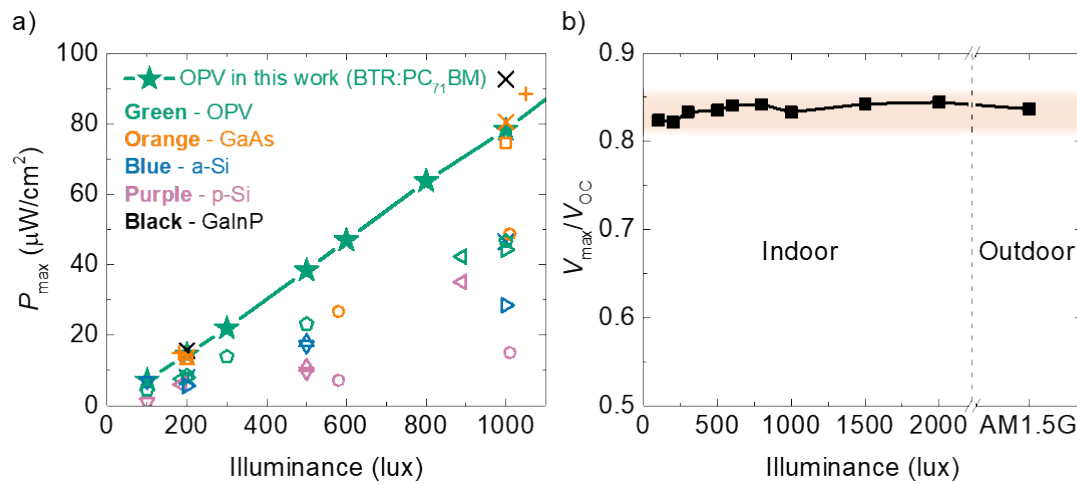 a)
100
80
60
40
20
0
P_max (μW/cm²)
OPV in this work (BTR:PC₇₁BM)
Green - OPV
Orange - GaAs
Blue - a-Si
Purple - p-Si
Black - GaInP
0 200 400 600 800 1000
Illuminance (lux)
b)
0.9
0.8
0.7
0.6
0.5
V_max/V_OC
Indoor
Outdoor
0 500 1000 1500 2000 AM1.5G
Illuminance (lux)